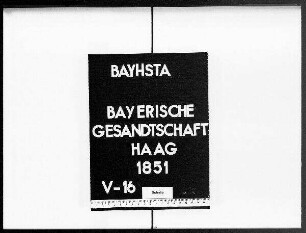 BAYHSTA
BAYERISCHE
GESANDTSCHAFT
HAAG
1851
V-16